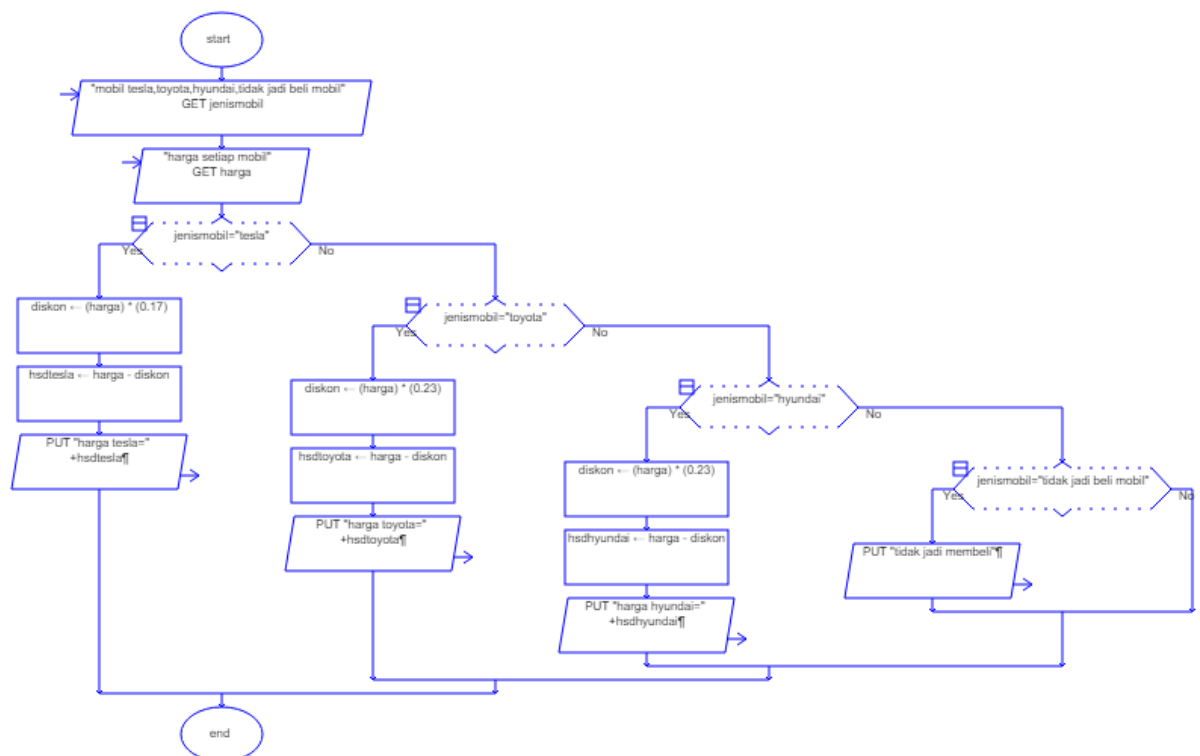 start
"mobil tesla,toyota,hyundai,tidak jadi beli mobil"
GET jenismobil
"harga setiap mobil"
GET harga
jenismobil="tesla"
Yes
No
diskon ← (harga) * (0.17)
hsdtesla ← harga - diskon
PUT "harga tesla="
+hsdtesla¶
jenismobil="toyota"
Yes
No
diskon ← (harga) * (0.23)
hsdtoyota ← harga - diskon
PUT "harga toyota="
+hsdtoyota¶
jenismobil="hyundai"
Yes
No
diskon ← (harga) * (0.23)
hsdhyundai ← harga - diskon
PUT "harga hyundai="
+hsdhyundai¶
jenismobil="tidak jadi beli mobil"
Yes
No
PUT "tidak jadi membeli"¶
end